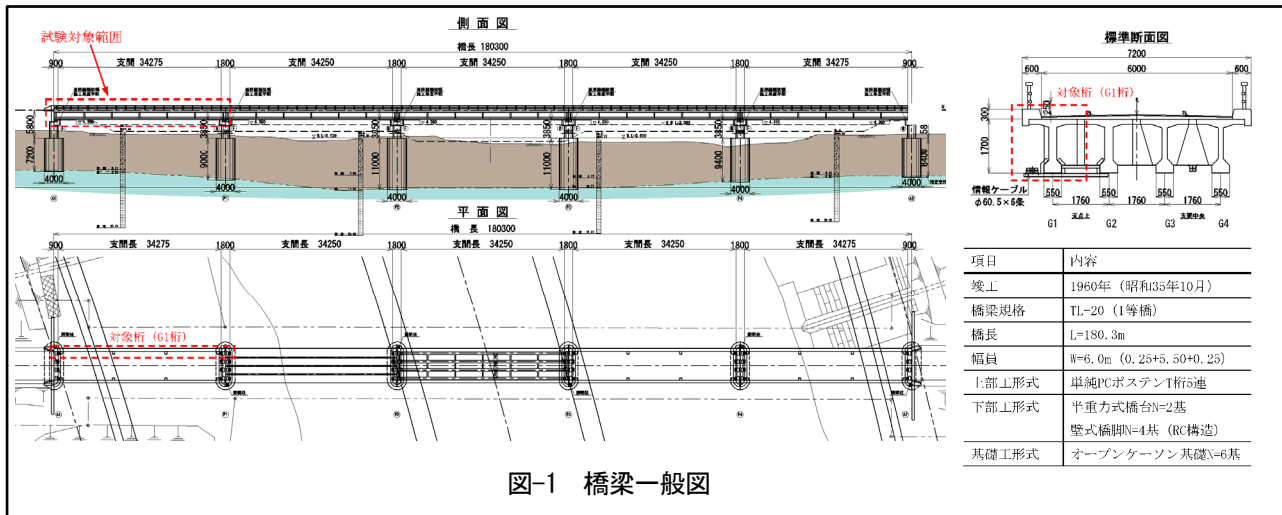 側面図
試験対象範囲
橋長 180300
900 支間 34275 1800 支間 34250 1800 支間 34250 1800 支間 34250 1800 支間 34275 900
5800 3850 3850 3850 3850 58
7200 9000 11000 11000 9400 8400
4000 4000 4000 4000 4000 4000
P1
平面図
橋長 180300
900 支間長 34275 1800 支間長 34250 1800 支間長 34250 1800 支間長 34250 1800 支間長 34275 900
対象桁（G1桁）
標準断面図
7200
600 6000 600
対象桁（G1桁）
250
300
1700
情報ケーブル
φ60.5×6条
550 550 550 550
1760 1760 1760
支点上 支間中央
G1 G2 G3 G4
項目 内容
竣工 1960年（昭和35年10月）
橋梁規格 TL-20（1等橋）
橋長 L=180.3m
幅員 W=6.0m（0.25+5.50+0.25）
上部工形式 単純PCポステンT桁5連
下部工形式 半重力式橋台N=2基
壁式橋脚N=4基（RC構造）
基礎工形式 オープンケーソン基礎N=6基
図-1 橋梁一般図